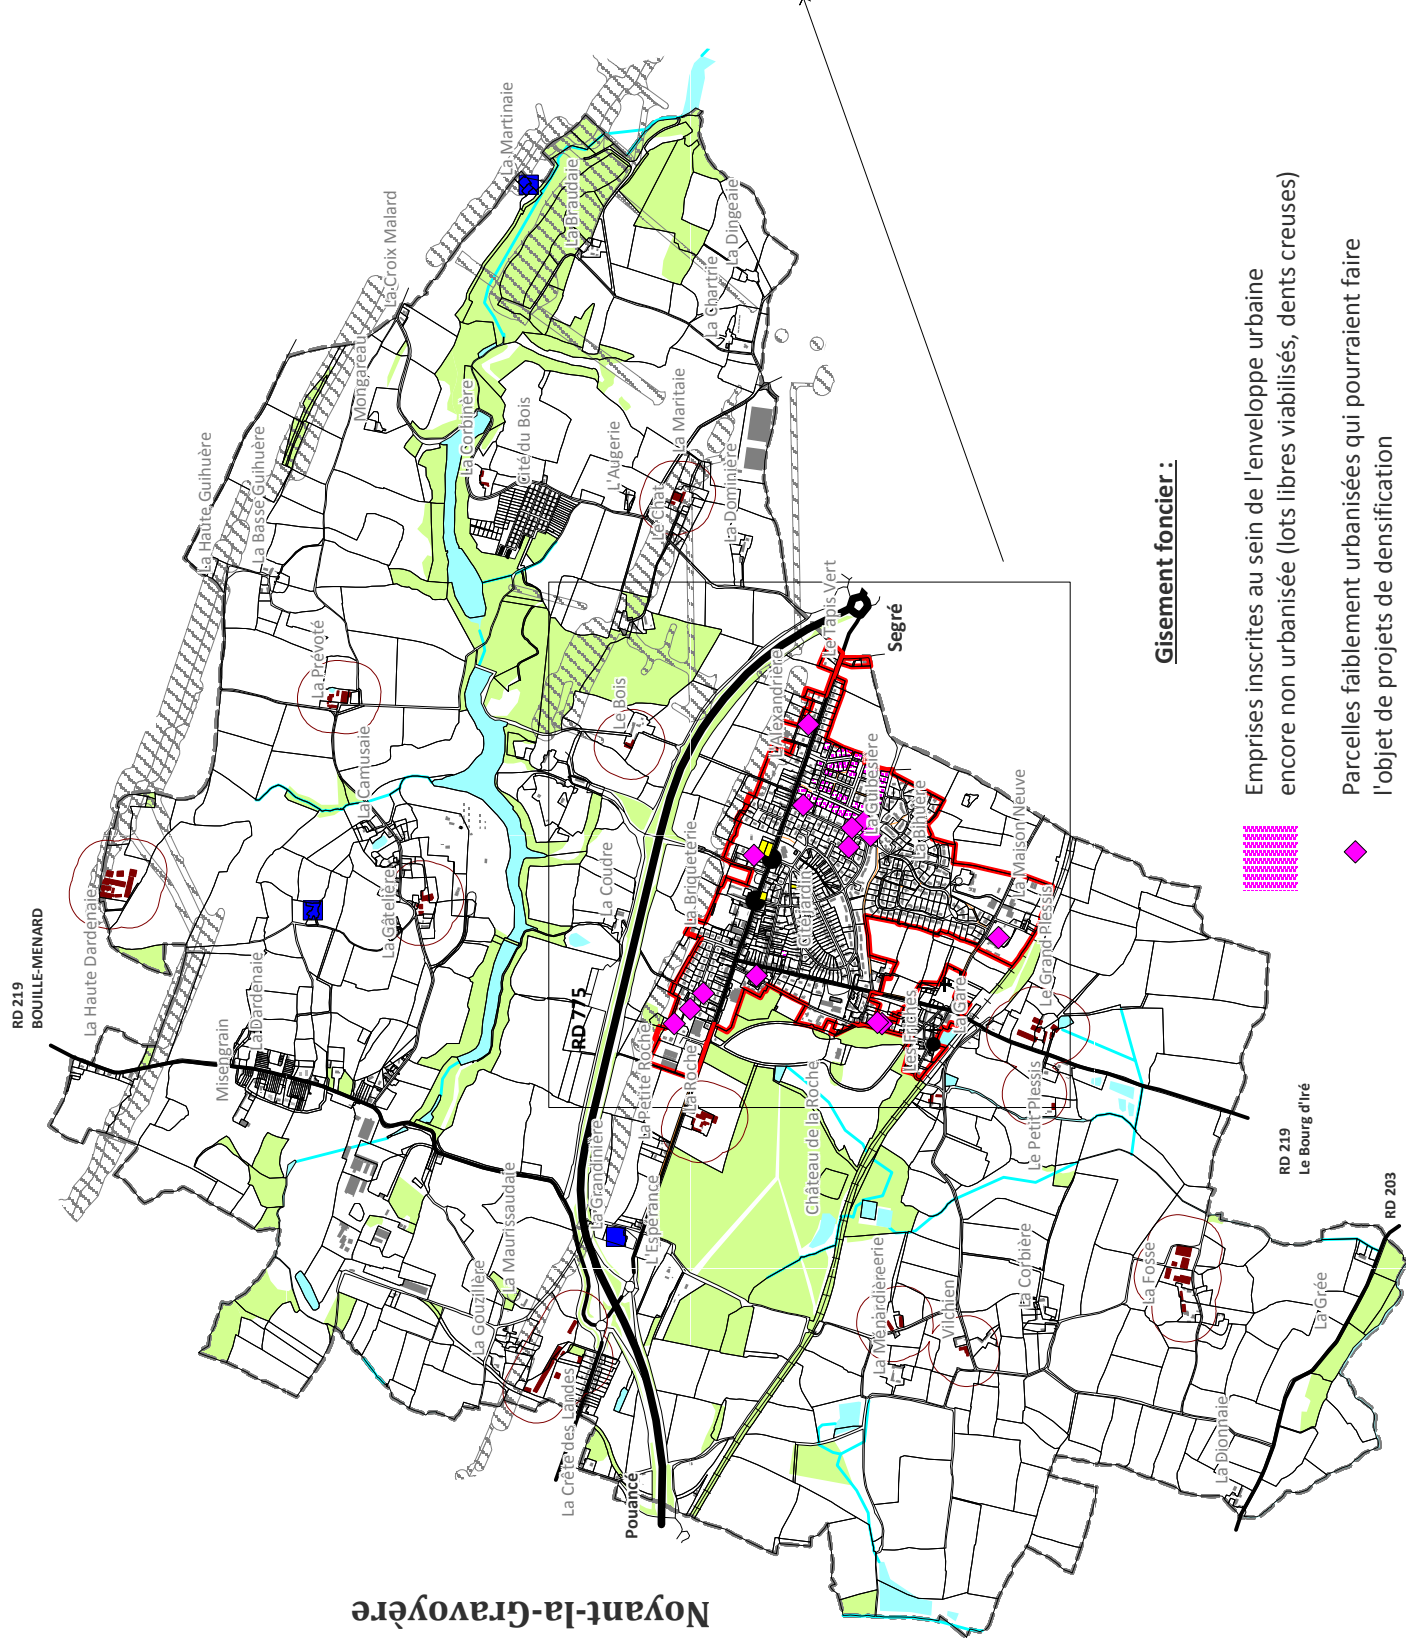 Noyant-la-Gravoyère
RD 219
BOUILLE-MENARD
La Haute Dardenaie
La Dardenaie
Misengrain
La Gâtelière
La Camusaie
La Prévoté
La Haute Guihuère
La Basse Guihuère
Mongareau
La Croix Malard
La Martinaie
La Braudaie
La Dingeaie
La Chartrie
La Corbinère
Cité du Bois
L'Augerie
La Maritaie
Le Chat
La Dominière
Le Bois
La Coudre
RD 775
La Briqueterie
L'Alexandrière
Le Tapis Vert
Segré
La Guibesière
La Binière
Cité Jardin
La Maison Neuve
Le Grand Plessis
La Gare
Les Friches
Le Petit Plessis
La Petite Roche
La Roche
Château de la Roche
La Grandinière
L'Espérance
La Maurissaudaie
La Gouzillère
La Crête des Landes
Pouancé
La Ménardièreerie
Vilchien
La Corbière
La Fosse
La Grée
La Dionnaie
RD 219
Le Bourg d'Iré
RD 203
Gisement foncier :
Emprises inscrites au sein de l'enveloppe urbaine
encore non urbanisée (lots libres viabilisés, dents creuses)
Parcelles faiblement urbanisées qui pourraient faire
l'objet de projets de densification